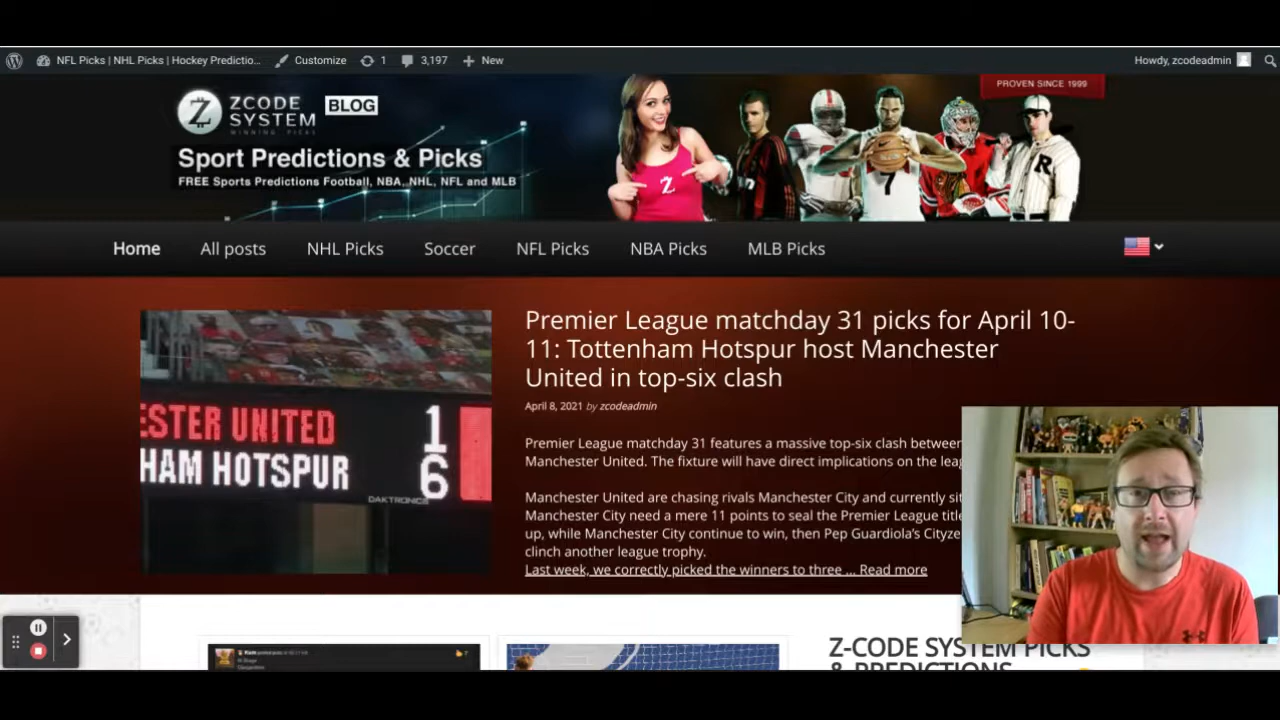 NFL Picks | NHL Picks | Hockey Predictio...
Customize
1
3,197
New
Howdy, zcodeadmin
PROVEN SINCE 1999
Z
ZCODE
SYSTEM
WINNING PICKS
BLOG
Sport Predictions & Picks
FREE Sports Predictions Football, NBA, NHL, NFL and MLB
Z
7
R
Home
All posts
NHL Picks
Soccer
NFL Picks
NBA Picks
MLB Picks
ESTER UNITED 1
HAM HOTSPUR 6
DAKTRONICS
Premier League matchday 31 picks for April 10-
11: Tottenham Hotspur host Manchester
United in top-six clash
April 8, 2021 by zcodeadmin
Premier League matchday 31 features a massive top-six clash between
Manchester United. The fixture will have direct implications on the leag
Manchester United are chasing rivals Manchester City and currently sit
Manchester City need a mere 11 points to seal the Premier League title
up, while Manchester City continue to win, then Pep Guardiola's Cityze
clinch another league trophy.
Last week, we correctly picked the winners to three ... Read more
Z-CODE SYSTEM PICKS
& PREDICTIONS